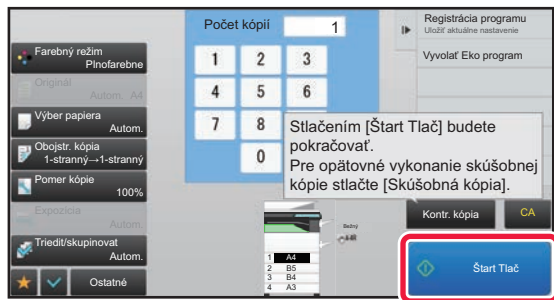 Počet kópií
1
Registrácia programu
Uložiť aktuálne nastavenie
Vyvolať Eko program
Farebný režim
Plnofarebne
Originál
Autom. A4
Výber papiera
Autom.
Obojstr. kópia
1-stranný→1-stranný
Pomer kópie
100%
Expozícia
Autom.
Triediť/skupinovat
Autom.
Ostatné
1 2 3
4 5 6
7 8
0
Stlačením [Štart Tlač] budete
pokračovať.
Pre opätovné vykonanie skúšobnej
kópie stlačte [Skúšobná kópia].
Bežný
A4R
1 A4
2 B5
3 B4
4 A3
Kontr. kópia
CA
Štart Tlač